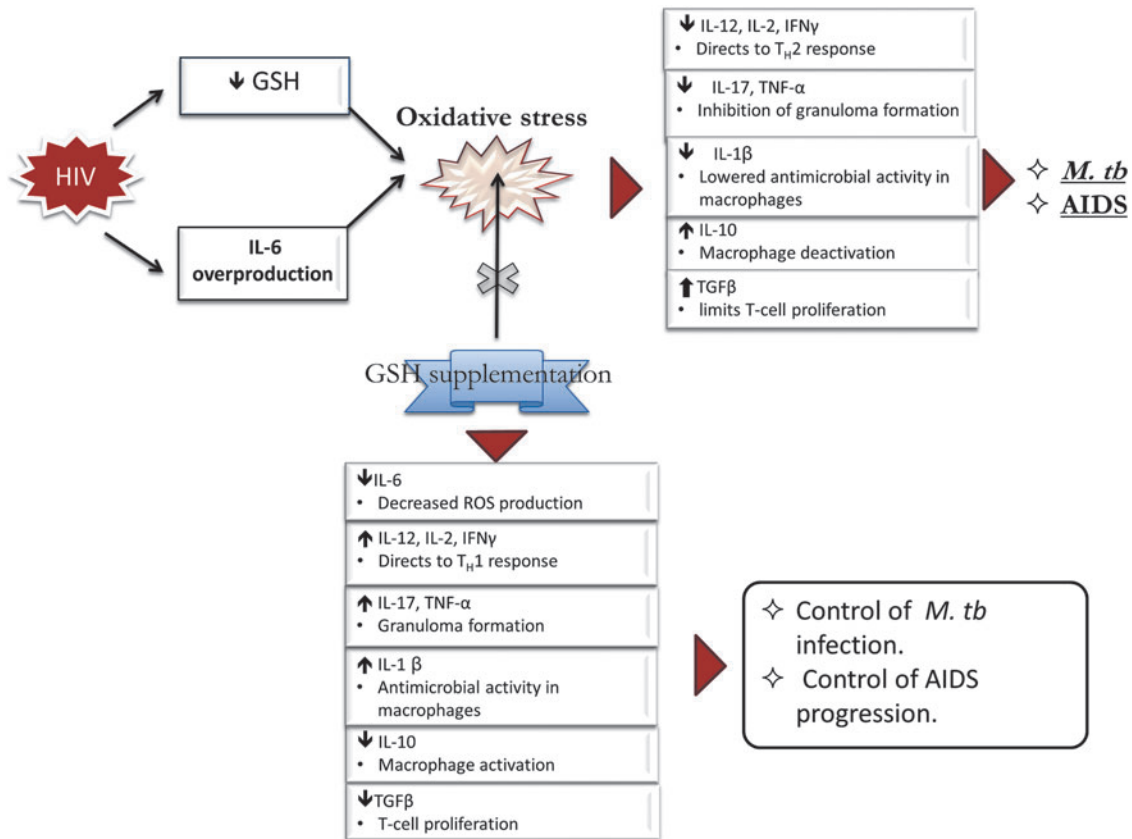 HIV
↓ GSH
IL-6
overproduction
Oxidative stress
↓ IL-12, IL-2, IFNγ
• Directs to TH2 response
↓ IL-17, TNF-α
• Inhibition of granuloma formation
↓ IL-1β
• Lowered antimicrobial activity in
macrophages
↑ IL-10
• Macrophage deactivation
↑ TGFβ
• limits T-cell proliferation
✧ M. tb
✧ AIDS
GSH supplementation
↓ IL-6
• Decreased ROS production
↑ IL-12, IL-2, IFNγ
• Directs to TH1 response
↑ IL-17, TNF-α
• Granuloma formation
↑ IL-1 β
• Antimicrobial activity in
macrophages
↓ IL-10
• Macrophage activation
↓ TGFβ
• T-cell proliferation
✧ Control of M. tb
infection.
✧ Control of AIDS
progression.